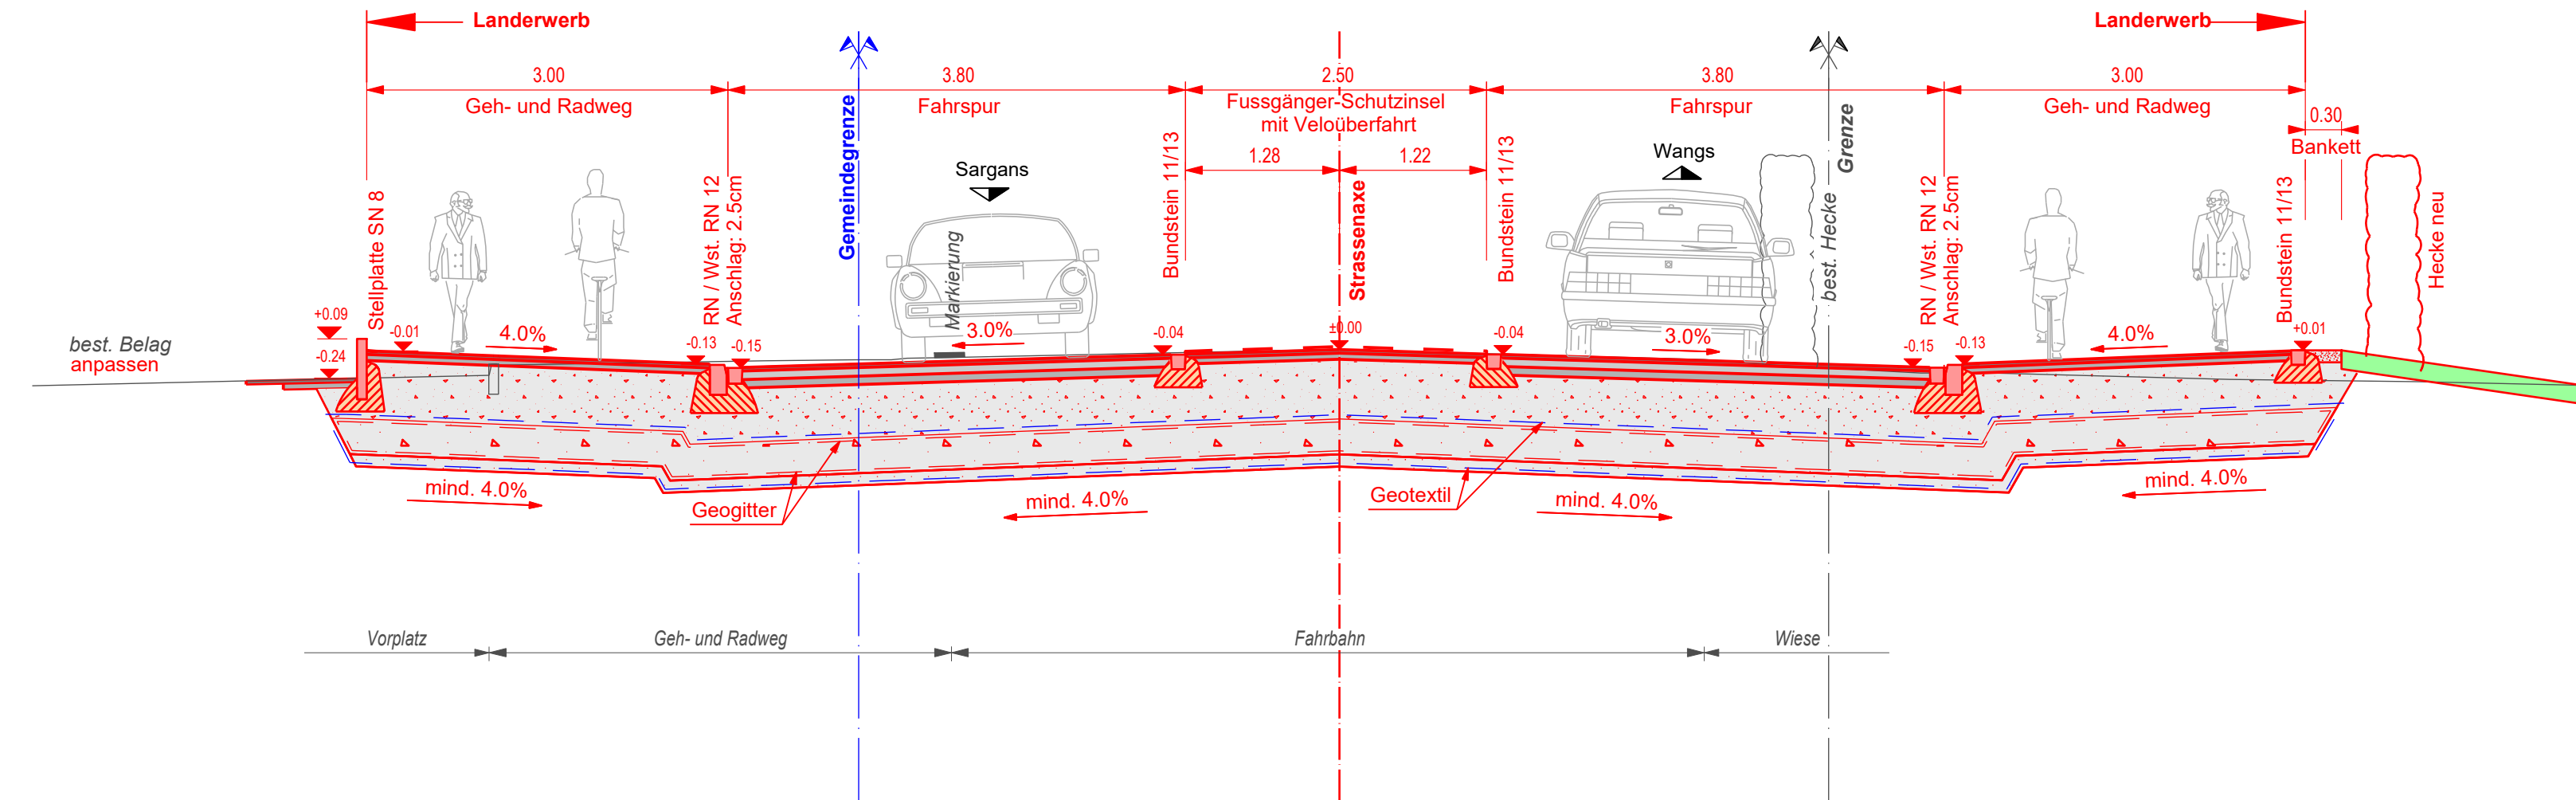 Landerwerb
Landerwerb
3.00
3.80
2.50
3.80
3.00
Geh- und Radweg
Fahrspur
Fussgänger-Schutzinsel
mit Veloüberfahrt
Fahrspur
Geh- und Radweg
0.30
Bankett
1.28
1.22
Sargans
Wangs
Stellplatte SN 8
RN / Wst. RN 12
Anschlag: 2.5cm
Gemeindegrenze
Markierung
Bundstein 11/13
Strassenaxe
Bundstein 11/13
best. Hecke
Grenze
RN / Wst. RN 12
Anschlag: 2.5cm
Bundstein 11/13
Hecke neu
+0.09
-0.24
-0.01
4.0%
-0.13
-0.15
3.0%
-0.04
±0.00
-0.04
3.0%
-0.15
-0.13
4.0%
+0.01
best. Belag
anpassen
mind. 4.0%
Geogitter
mind. 4.0%
Geotextil
mind. 4.0%
mind. 4.0%
Vorplatz
Geh- und Radweg
Fahrbahn
Wiese